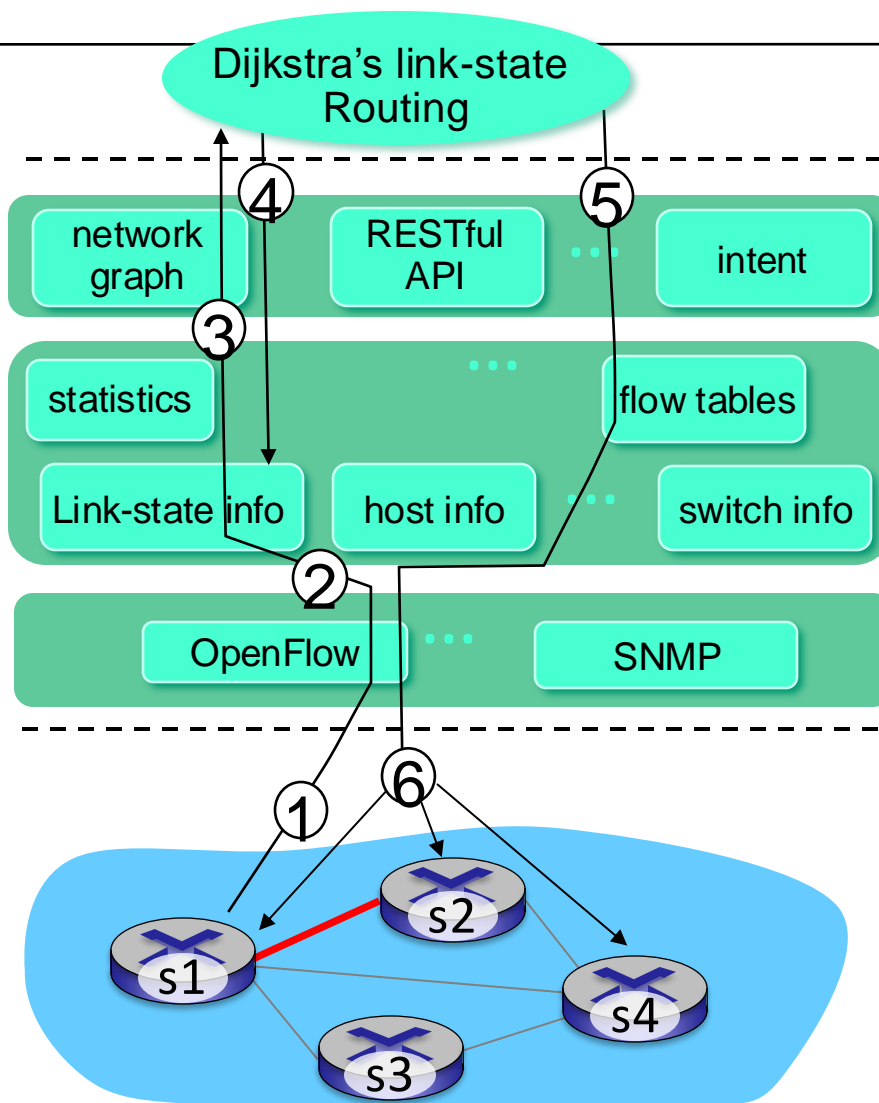 Dijkstra's link-state
Routing
4
5
network
graph
RESTful
API
...
intent
3
statistics
...
flow tables
Link-state info
host info
...
switch info
2
OpenFlow
...
SNMP
1
6
s2
s1
s4
s3